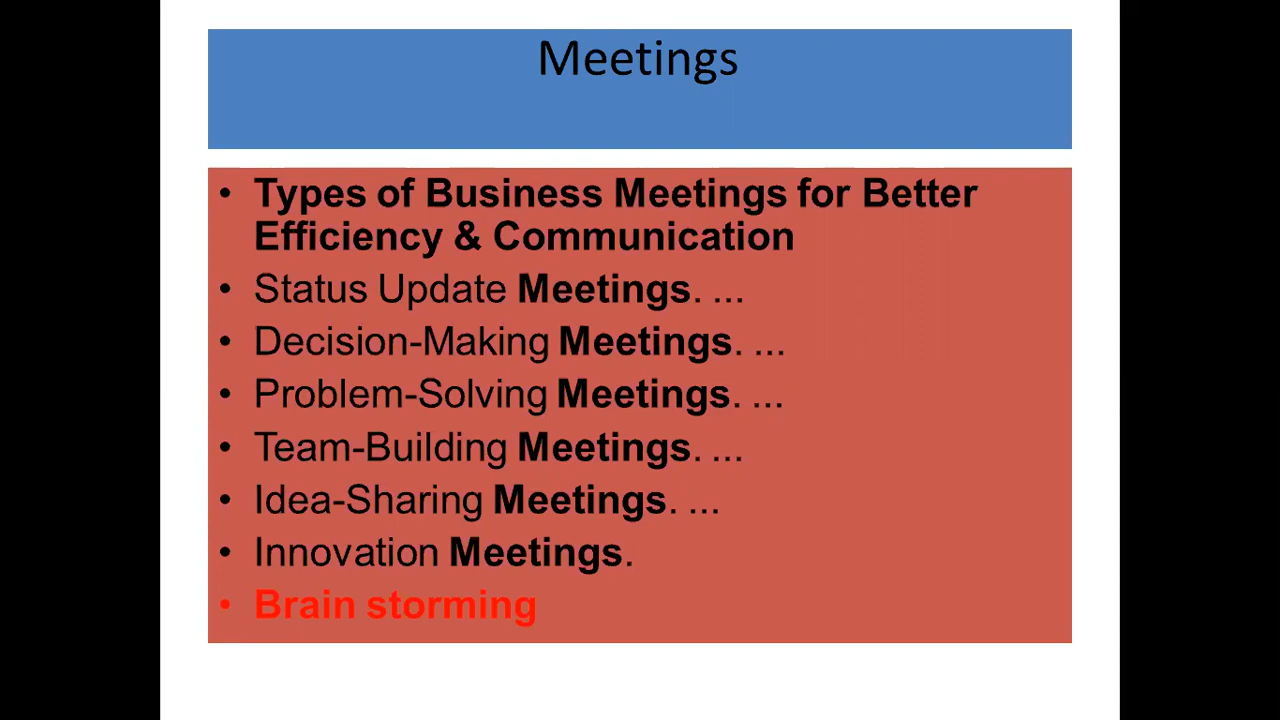 Meetings
• Types of Business Meetings for Better
Efficiency & Communication
• Status Update Meetings. ...
• Decision-Making Meetings. ...
• Problem-Solving Meetings. ...
• Team-Building Meetings. ...
• Idea-Sharing Meetings. ...
• Innovation Meetings.
• Brain storming